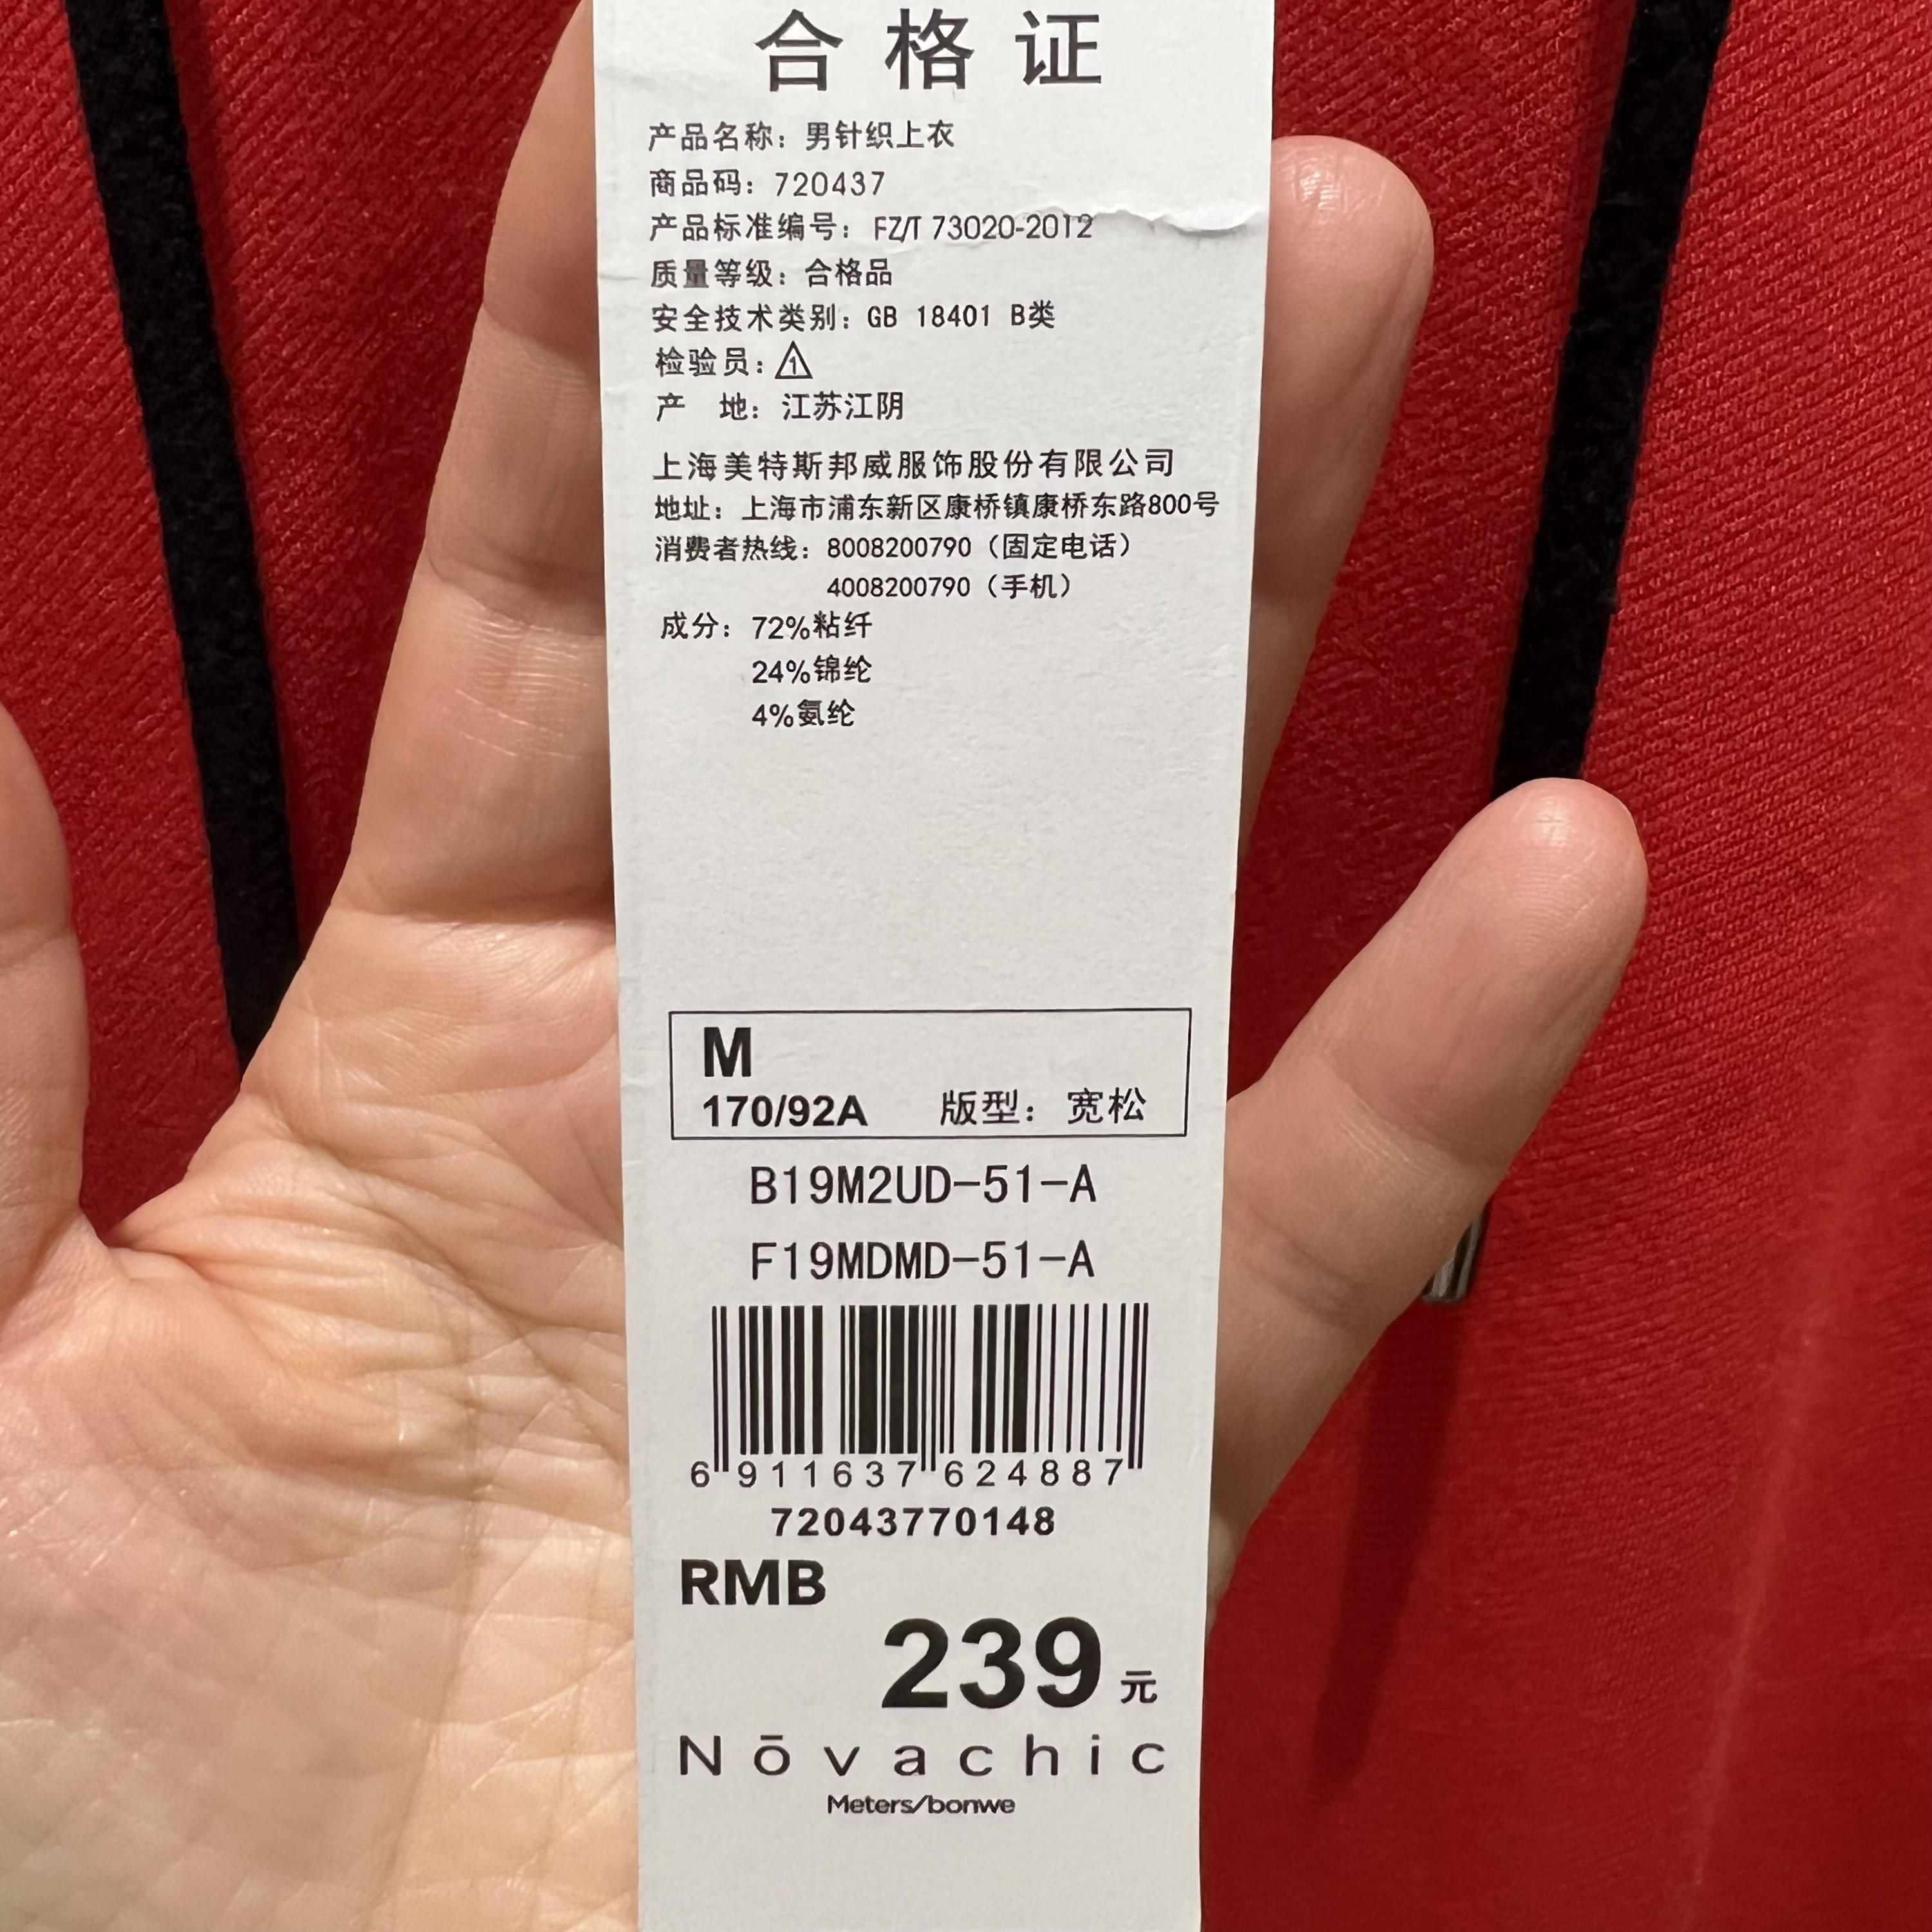 合格证
产品名称：男针织上衣
商品码：720437
产品标准编号：FZ/T 73020-2012
质量等级：合格品
安全技术类别：GB 18401 B类
检验员：1
产 地：江苏江阴
上海美特斯邦威服饰股份有限公司
地址：上海市浦东新区康桥镇康桥东路800号
消费者热线：8008200790（固定电话）
4008200790（手机）
成分：72%粘纤
24%锦纶
4%氨纶
M
170/92A 版型：宽松
B19M2UD-51-A
F19MDMD-51-A
6 911637 624887
72043770148
RMB
239元
Nōvachic
Meters/bonwe